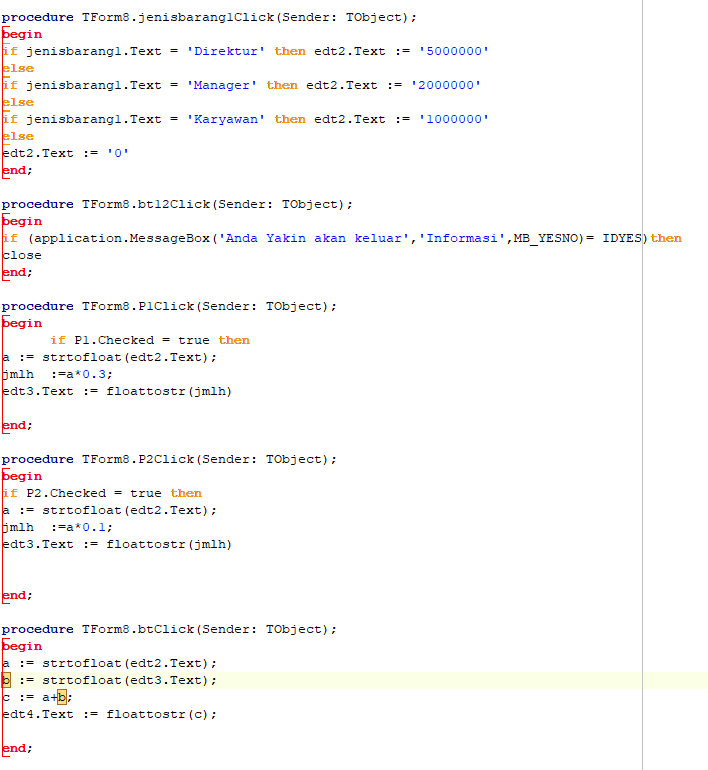 procedure TForm8.jenisbarang1Click(Sender: TObject);
begin
if jenisbarang1.Text = 'Direktur' then edt2.Text := '5000000'
else
if jenisbarang1.Text = 'Manager' then edt2.Text := '2000000'
else
if jenisbarang1.Text = 'Karyawan' then edt2.Text := '1000000'
else
edt2.Text := '0'
end;
procedure TForm8.bt12Click(Sender: TObject);
begin
if (application.MessageBox('Anda Yakin akan keluar','Informasi',MB_YESNO)= IDYES)then
close
end;
procedure TForm8.P1Click(Sender: TObject);
begin
if P1.Checked = true then
a := strtofloat(edt2.Text);
jmlh :=a*0.3;
edt3.Text := floattostr(jmlh)
end;
procedure TForm8.P2Click(Sender: TObject);
begin
if P2.Checked = true then
a := strtofloat(edt2.Text);
jmlh :=a*0.1;
edt3.Text := floattostr(jmlh)
end;
procedure TForm8.btClick(Sender: TObject);
begin
a := strtofloat(edt2.Text);
b := strtofloat(edt3.Text);
c := a+b;
edt4.Text := floattostr(c);
end;